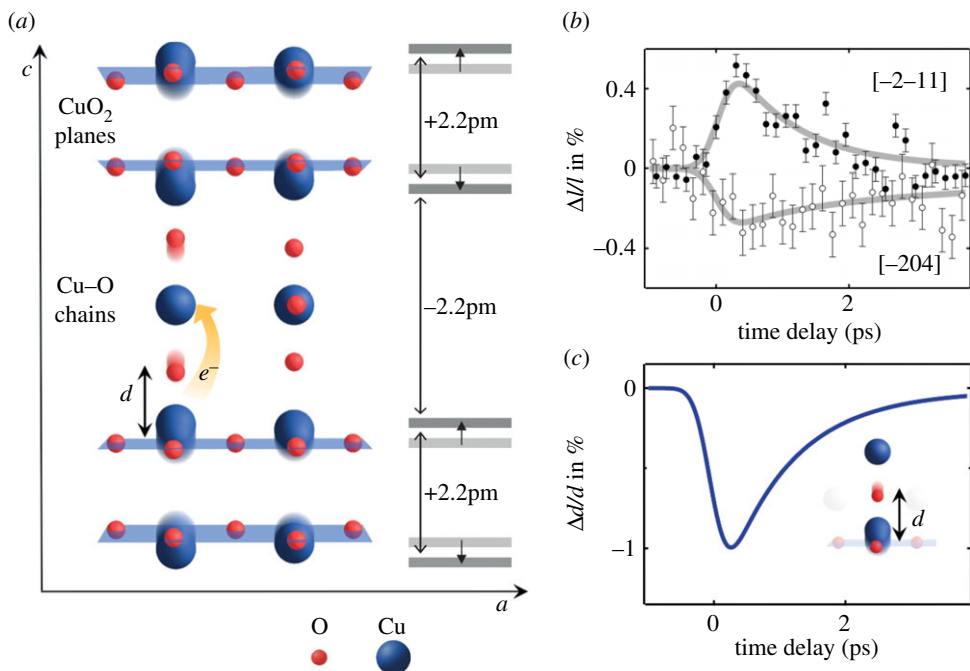 (a)
c
CuO2
planes
Cu–O
chains
d
e–
+2.2pm
–2.2pm
+2.2pm
a
O
Cu
(b)
0.4
0
–0.4
ΔI/I in %
[–2–11]
[–204]
0
2
time delay (ps)
(c)
0
–1
Δd/d in %
d
0
2
time delay (ps)